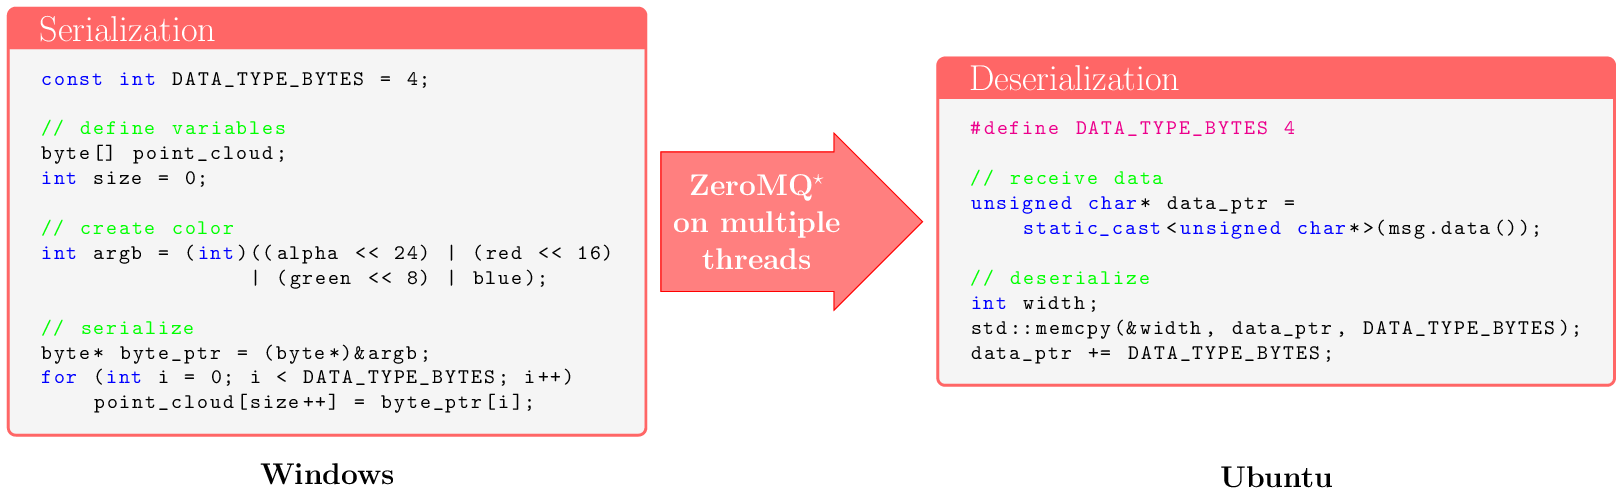 Serialization
const int DATA_TYPE_BYTES = 4;
// define variables
byte[] point_cloud;
int size = 0;
// create color
int argb = (int)((alpha << 24) | (red << 16)
| (green << 8) | blue);
// serialize
byte* byte_ptr = (byte*)&argb;
for (int i = 0; i < DATA_TYPE_BYTES; i++)
point_cloud[size++] = byte_ptr[i];
Windows
ZeroMQ⋆
on multiple
threads
Deserialization
#define DATA_TYPE_BYTES 4
// receive data
unsigned char* data_ptr =
static_cast<unsigned char*>(msg.data());
// deserialize
int width;
std::memcpy(&width, data_ptr, DATA_TYPE_BYTES);
data_ptr += DATA_TYPE_BYTES;
Ubuntu